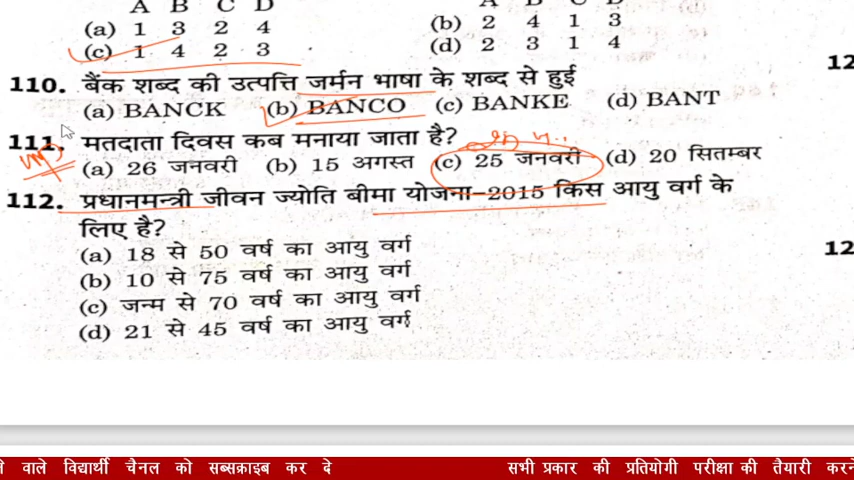 A B C D
(a) 1 3 2 4
(b) 2 4 1 3
(c) 1 4 2 3
(d) 2 3 1 4
12
110. बैंक शब्द की उत्पत्ति जर्मन भाषा के शब्द से हुई
(a) BANCK (b) BANCO (c) BANKE (d) BANT
111. मतदाता दिवस कब मनाया जाता है?
(a) 26 जनवरी (b) 15 अगस्त (c) 25 जनवरी (d) 20 सितम्बर
112. प्रधानमन्त्री जीवन ज्योति बीमा योजना-2015 किस आयु वर्ग के
लिए है?
(a) 18 से 50 वर्ष का आयु वर्ग
12
(b) 10 से 75 वर्ष का आयु वर्ग
(c) जन्म से 70 वर्ष का आयु वर्ग
(d) 21 से 45 वर्ष का आयु वर्ग
वाले विद्यार्थी चैनल को सब्सक्राइब कर दे सभी प्रकार की प्रतियोगी परीक्षा की तैयारी